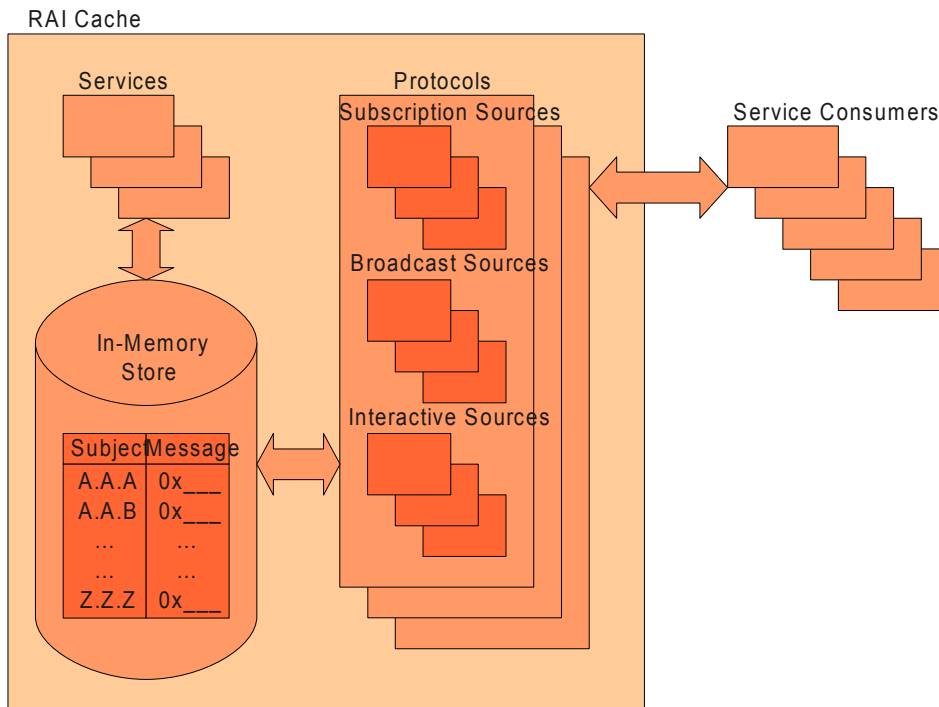 RAI Cache
Services
Protocols
Subscription Sources
Service Consumers
Broadcast Sources
In-Memory
Store
Interactive Sources
Subject Message
A.A.A 0x___
A.A.B 0x___
... ...
... ...
Z.Z.Z 0x___